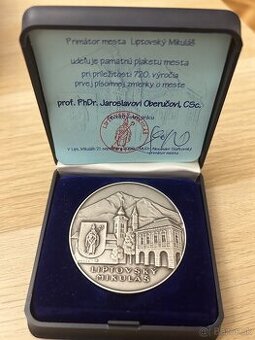 Primátor mesta Liptovský Mikuláš
udeľuje pamätnú plaketu mesta
pri príležitosti 720. výročia
prvej písomnej zmienky o meste
prof. PhDr. Jaroslavovi Oberučovi, CSc.
LIPTOVSKÝ
MIKULÁŠ